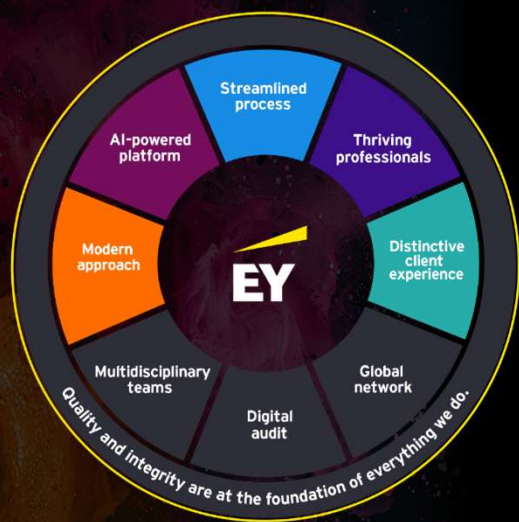 Streamlined
process
Thriving
professionals
Distinctive
client
experience
Global
network
Digital
audit
Multidisciplinary
teams
Modern
approach
AI-powered
platform
EY
Quality and integrity are at the foundation of everything we do.